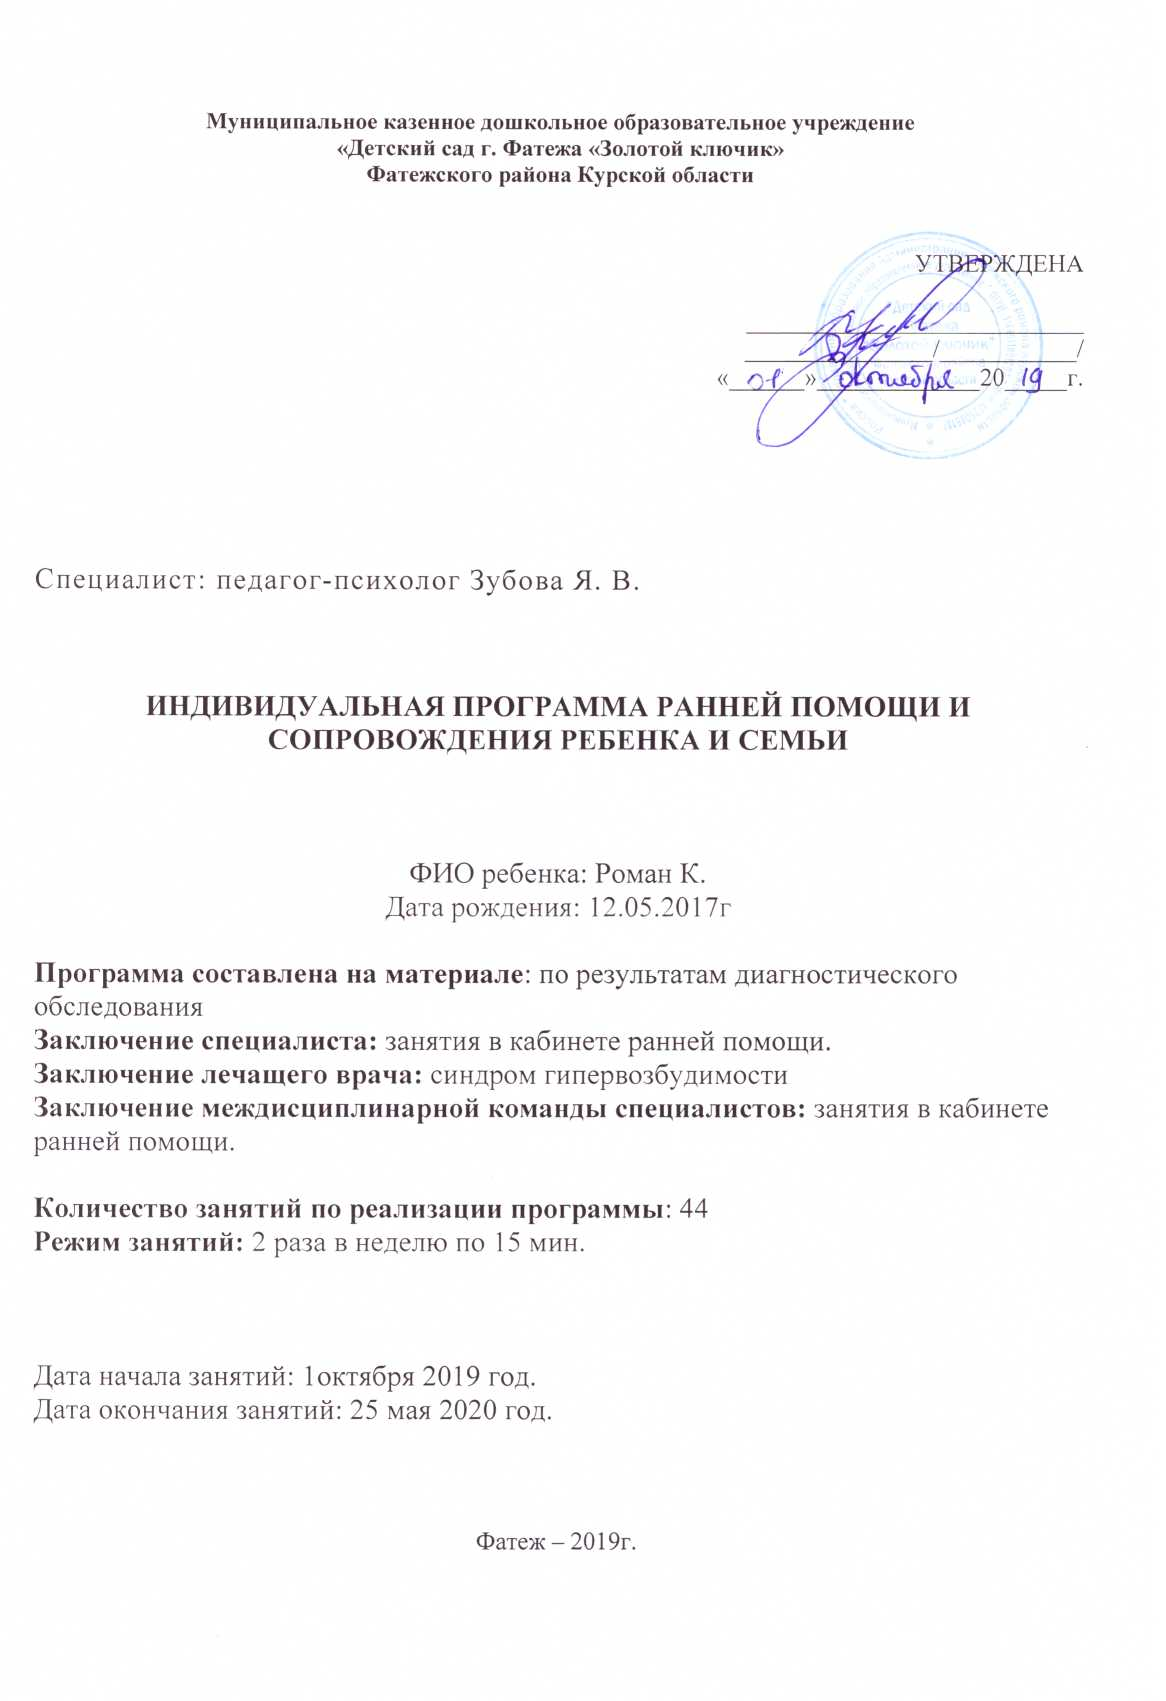 Муниципальное казенное дошкольное образовательное учреждение
«Детский сад г. Фатежа «Золотой ключик»
Фатежского района Курской области
УТВЕРЖДЕНА
/ /
« » октября 20 19 г.
Специалист: педагог-психолог Зубова Я. В.
ИНДИВИДУАЛЬНАЯ ПРОГРАММА РАННЕЙ ПОМОЩИ И
СОПРОВОЖДЕНИЯ РЕБЕНКА И СЕМЬИ
ФИО ребенка: Роман К.
Дата рождения: 12.05.2017г
Программа составлена на материале: по результатам диагностического
обследования
Заключение специалиста: занятия в кабинете ранней помощи.
Заключение лечащего врача: синдром гипервозбудимости
Заключение междисциплинарной команды специалистов: занятия в кабинете
ранней помощи.
Количество занятий по реализации программы: 44
Режим занятий: 2 раза в неделю по 15 мин.
Дата начала занятий: 1октября 2019 год.
Дата окончания занятий: 25 мая 2020 год.
Фатеж – 2019г.